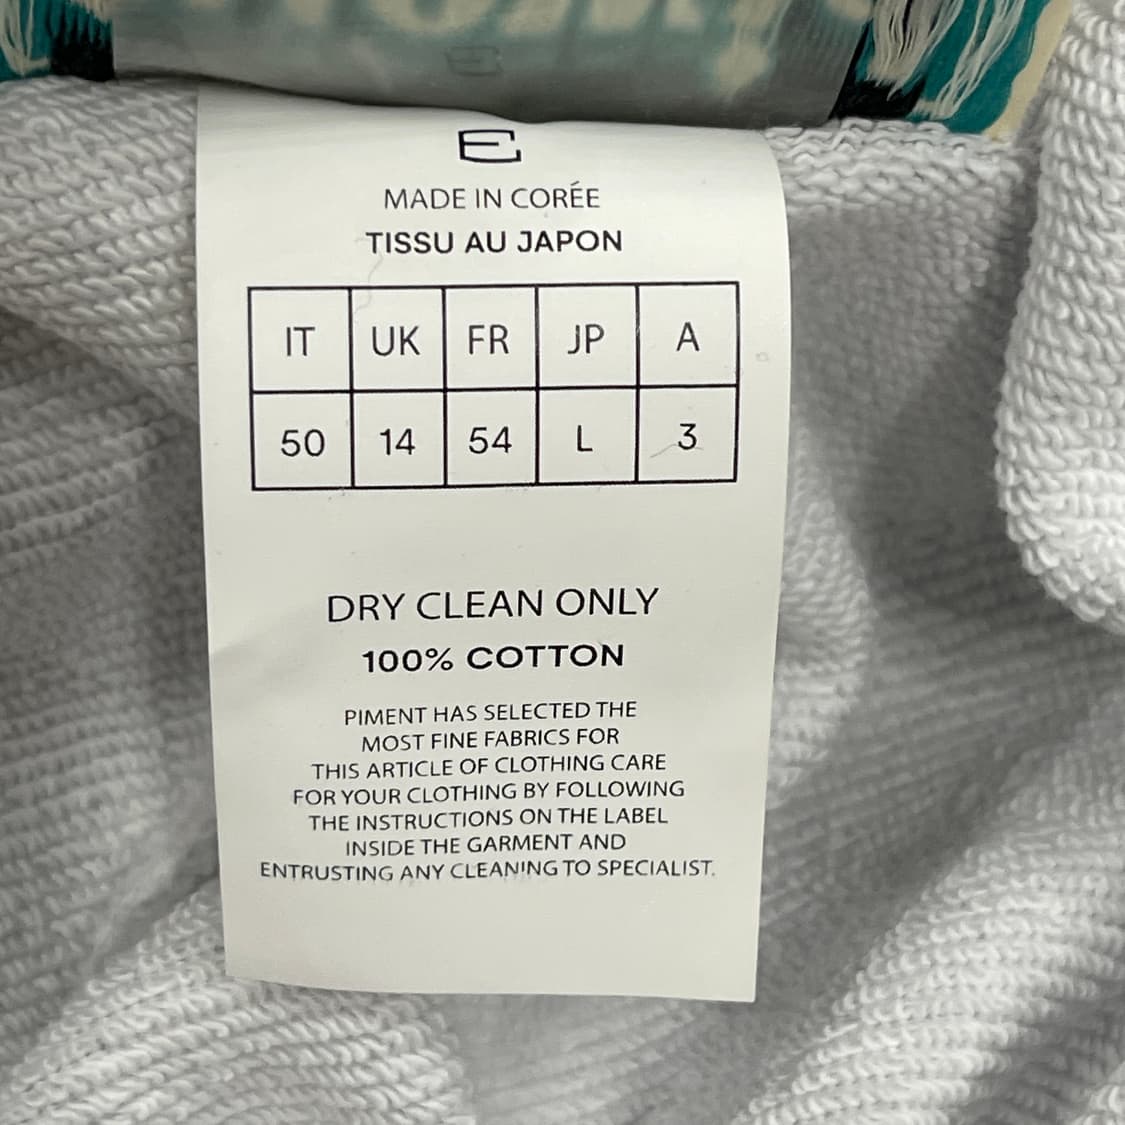 E
MADE IN CORÉE
TISSU AU JAPON
IT UK FR JP A
50 14 54 L 3
DRY CLEAN ONLY
100% COTTON
PIMENT HAS SELECTED THE
MOST FINE FABRICS FOR
THIS ARTICLE OF CLOTHING CARE
FOR YOUR CLOTHING BY FOLLOWING
THE INSTRUCTIONS ON THE LABEL
INSIDE THE GARMENT AND
ENTRUSTING ANY CLEANING TO SPECIALIST.